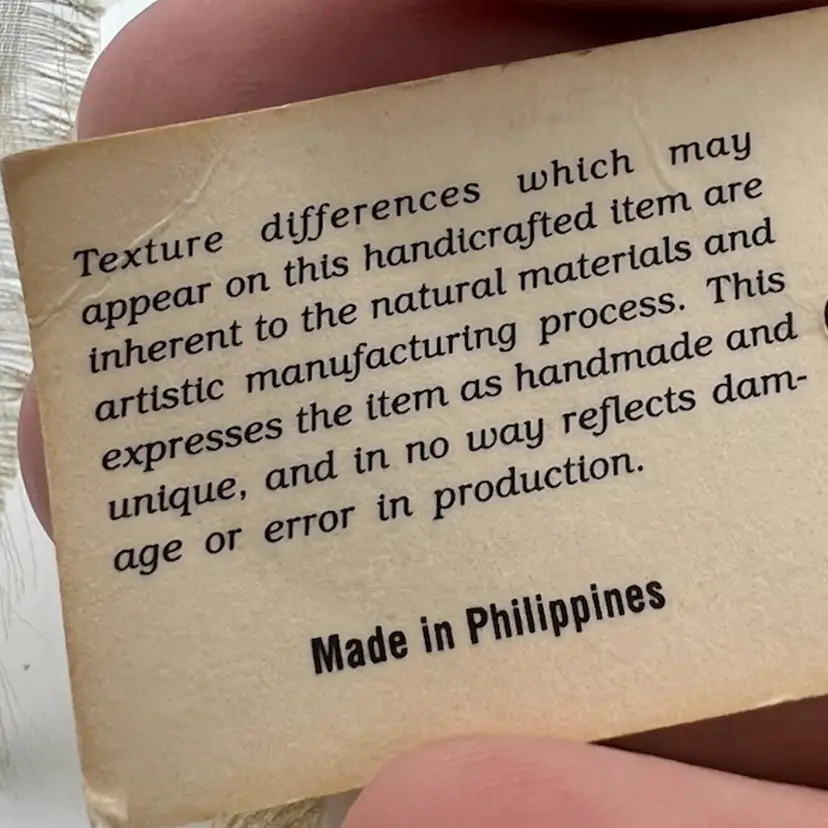 Texture differences which may
appear on this handicrafted item are
inherent to the natural materials and
artistic manufacturing process. This
expresses the item as handmade and
unique, and in no way reflects dam-
age or error in production.
Made in Philippines